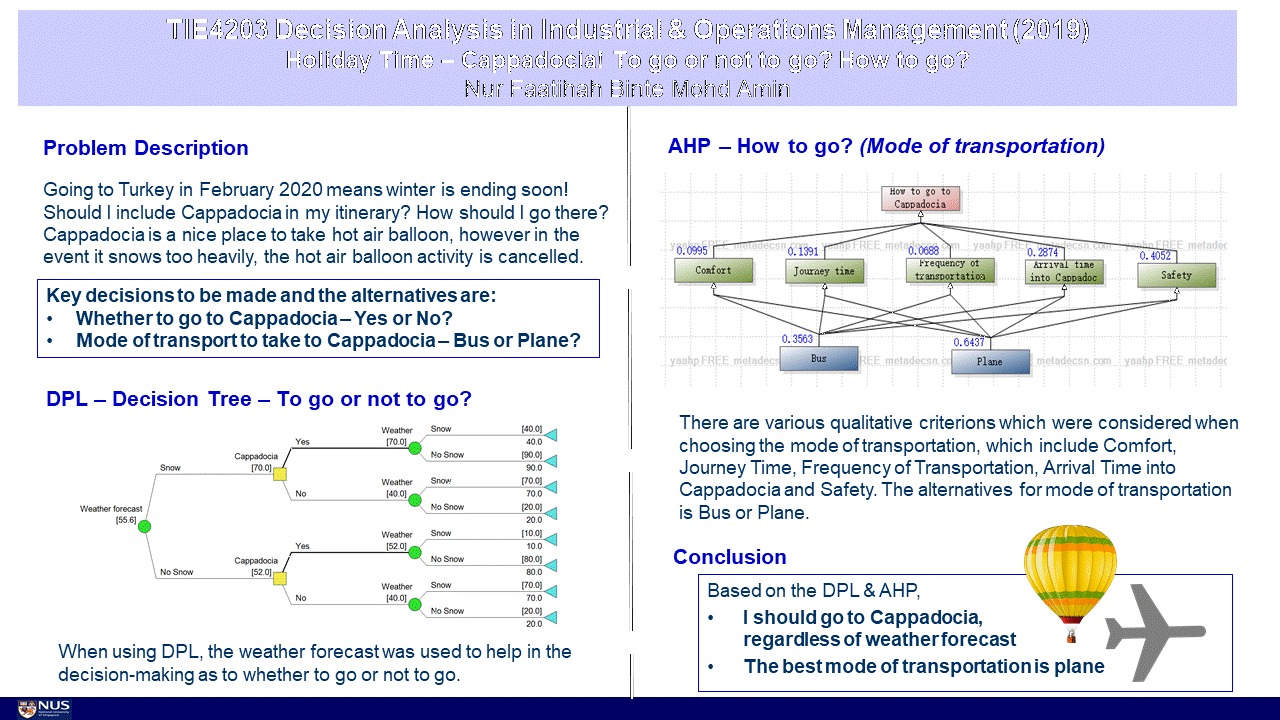 TIE4203 Decision Analysis in Industrial & Operations Management (2019)
Holiday Time – Cappadocia! To go or not to go? How to go?
Nur Faatihah Binte Mohd Amin
Problem Description
Going to Turkey in February 2020 means winter is ending soon!
Should I include Cappadocia in my itinerary? How should I go there?
Cappadocia is a nice place to take hot air balloon, however in the
event it snows too heavily, the hot air balloon activity is cancelled.
Key decisions to be made and the alternatives are:
• Whether to go to Cappadocia – Yes or No?
• Mode of transport to take to Cappadocia – Bus or Plane?
DPL – Decision Tree – To go or not to go?
Weather forecast
[55.6]
Snow
Cappadocia
[70.0]
Yes
Weather
[70.0]
Snow
[40.0]
40.0
No Snow
[90.0]
90.0
No
Weather
[40.0]
Snow
[70.0]
70.0
No Snow
[20.0]
20.0
No Snow
Cappadocia
[52.0]
Yes
Weather
[52.0]
Snow
[10.0]
10.0
No Snow
[80.0]
80.0
No
Weather
[40.0]
Snow
[70.0]
70.0
No Snow
[20.0]
20.0
When using DPL, the weather forecast was used to help in the
decision-making as to whether to go or not to go.
AHP – How to go? (Mode of transportation)
How to go to
Cappadocia
yaahp FREE metadecsn.com
0.0995
Comfort
0.1391
Journey time
0.0688
Frequency of
transportation
0.2874
Arrival time
into Cappadoc
0.4052
Safety
0.3563
Bus
0.6437
Plane
yaahp FREE metadecsn.com
There are various qualitative criterions which were considered when
choosing the mode of transportation, which include Comfort,
Journey Time, Frequency of Transportation, Arrival Time into
Cappadocia and Safety. The alternatives for mode of transportation
is Bus or Plane.
Conclusion
Based on the DPL & AHP,
• I should go to Cappadocia,
regardless of weather forecast
• The best mode of transportation is plane
NUS